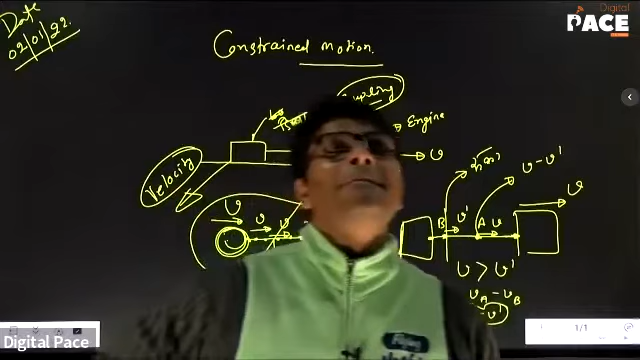 Date
02/01/22.
Constrained motion.
Digital
PACE
Engine
υ
Velocity
υ
υ
υ
υ - υ'
υ
B
υ'
A
υ
υ > υ'
υA - υB
- υ'
Digital Pace
1/1